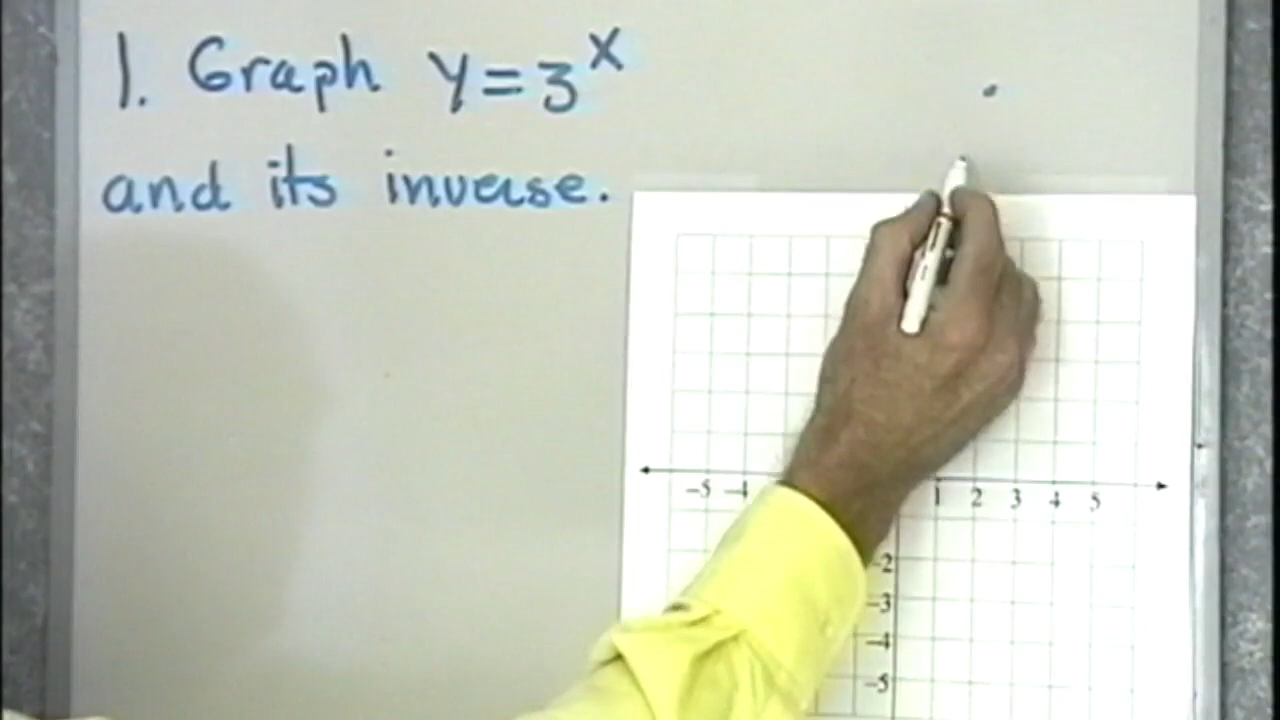 1. Graph y=3^x
and its inverse.
-5 -4 1 2 3 4 5
-2
-3
-4
-5